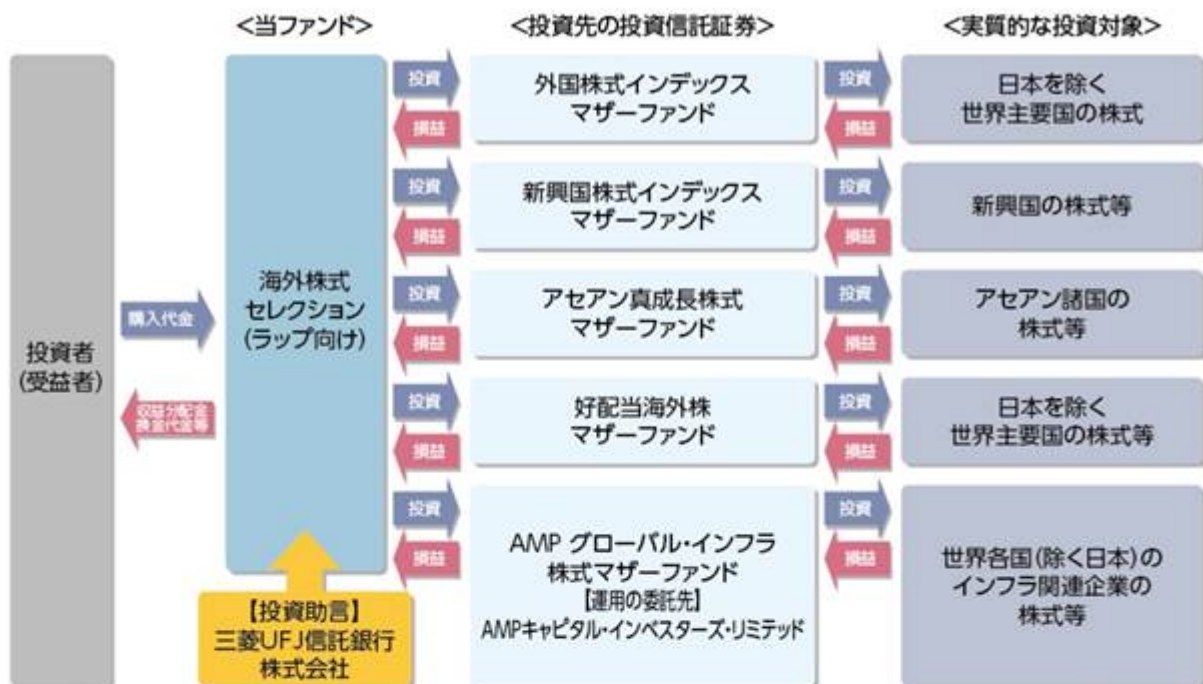 <当ファンド>
<投資先の投資信託証券>
<実質的な投資対象>
投資者
(受益者)
購入代金
収益分配金
換金代金等
海外株式
セレクション
(ラップ向け)
【投資助言】
三菱UFJ信託銀行
株式会社
投資
損益
外国株式インデックス
マザーファンド
投資
損益
日本を除く
世界主要国の株式
投資
損益
新興国株式インデックス
マザーファンド
投資
損益
新興国の株式等
投資
損益
アセアン真成長株式
マザーファンド
投資
損益
アセアン諸国の
株式等
投資
損益
好配当海外株
マザーファンド
投資
損益
日本を除く
世界主要国の株式等
投資
損益
AMP グローバル・インフラ
株式マザーファンド
【運用の委託先】
AMPキャピタル・インベスターズ・リミテッド
投資
損益
世界各国(除く日本)の
インフラ関連企業の
株式等